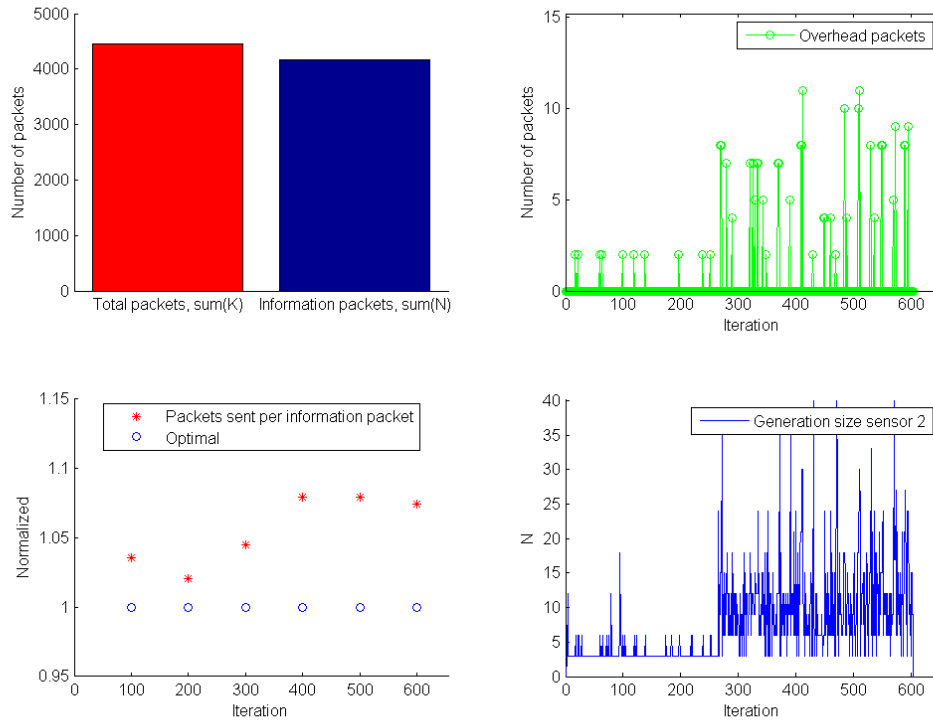 5000
4000
3000
2000
1000
0
Number of packets
Total packets, sum(K)
Information packets, sum(N)
15
10
5
0
Number of packets
Overhead packets
0 100 200 300 400 500 600
Iteration
1.15
1.1
1.05
1
0.95
Normalized
Packets sent per information packet
Optimal
0 100 200 300 400 500 600
Iteration
40
35
30
25
20
15
10
5
0
N
Generation size sensor 2
0 100 200 300 400 500 600
Iteration